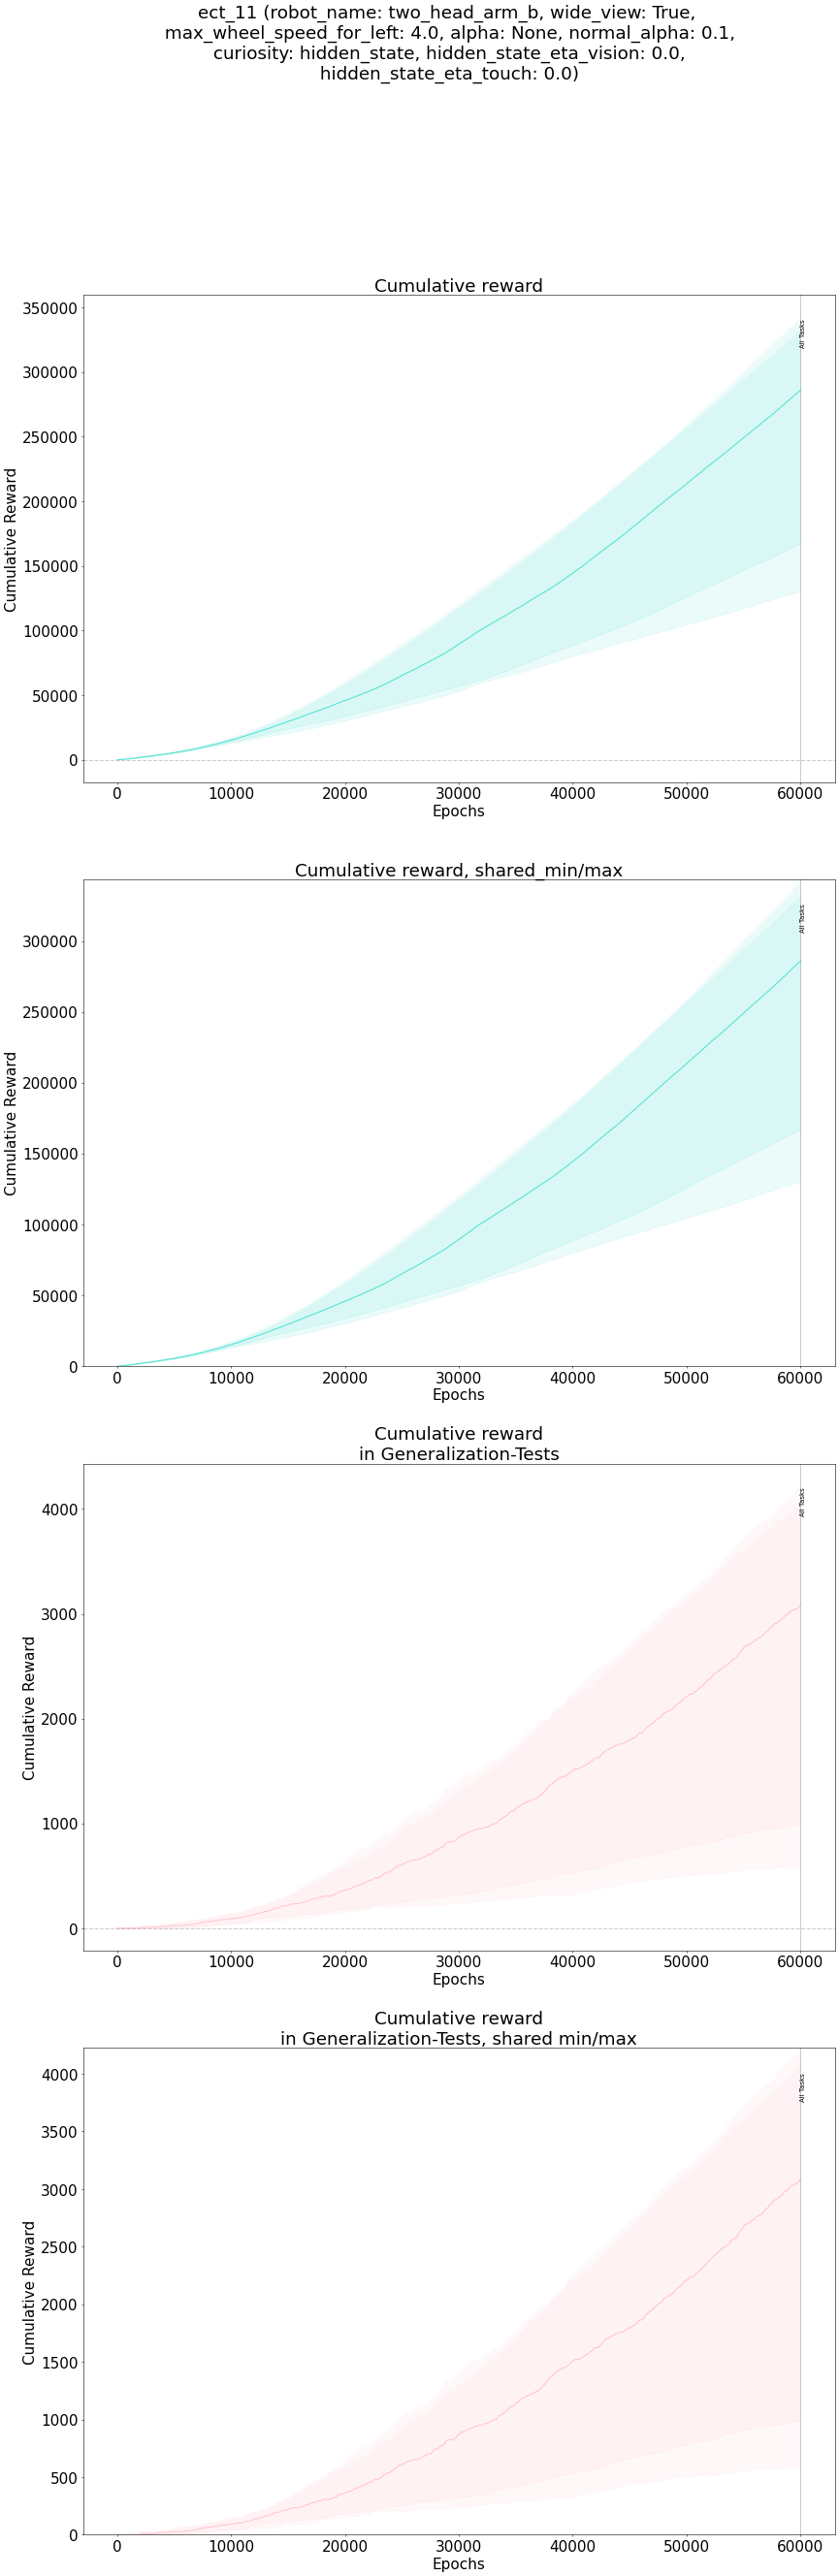 ect_11 (robot_name: two_head_arm_b, wide_view: True,
max_wheel_speed_for_left: 4.0, alpha: None, normal_alpha: 0.1,
curiosity: hidden_state, hidden_state_eta_vision: 0.0,
hidden_state_eta_touch: 0.0)
Cumulative reward
350000
300000
250000
200000
150000
100000
50000
0
Cumulative Reward
All Tasks
0 10000 20000 30000 40000 50000 60000
Epochs
Cumulative reward, shared_min/max
300000
250000
200000
150000
100000
50000
0
Cumulative Reward
All Tasks
0 10000 20000 30000 40000 50000 60000
Epochs
Cumulative reward
in Generalization-Tests
4000
3000
2000
1000
0
Cumulative Reward
All Tasks
0 10000 20000 30000 40000 50000 60000
Epochs
Cumulative reward
in Generalization-Tests, shared min/max
4000
3500
3000
2500
2000
1500
1000
500
0
Cumulative Reward
All Tasks
0 10000 20000 30000 40000 50000 60000
Epochs